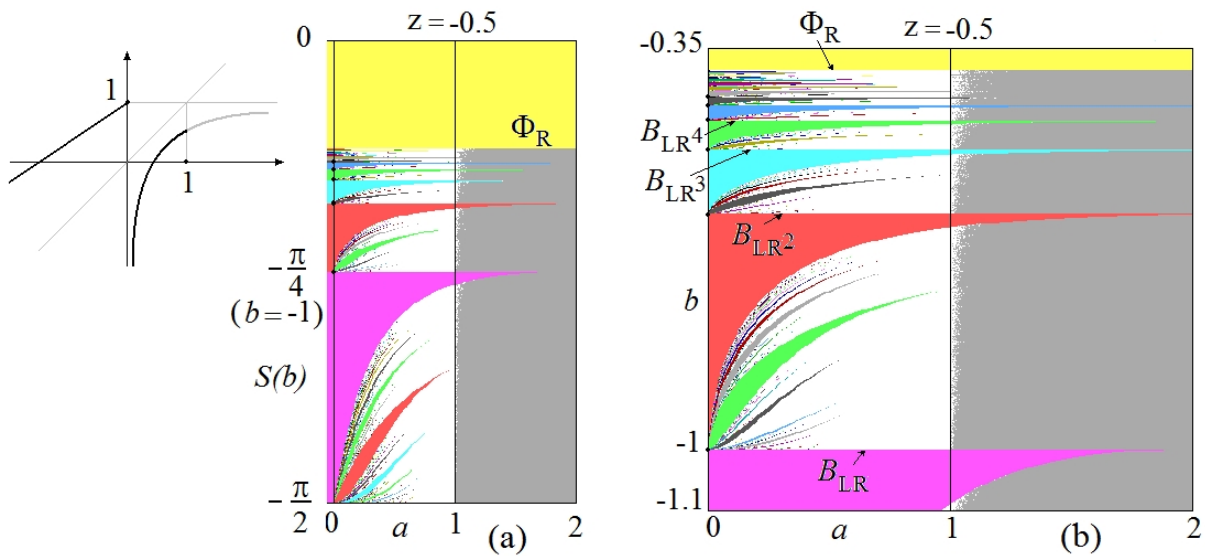 1
1
z = -0.5
0
Φ_R
-π/4
(b = -1)
S(b)
-π/2
0
a
1
(a)
2
z = -0.5
-0.35
Φ_R
B_LR^4
B_LR^3
B_LR^2
b
-1
B_LR
-1.1
0
a
1
(b)
2